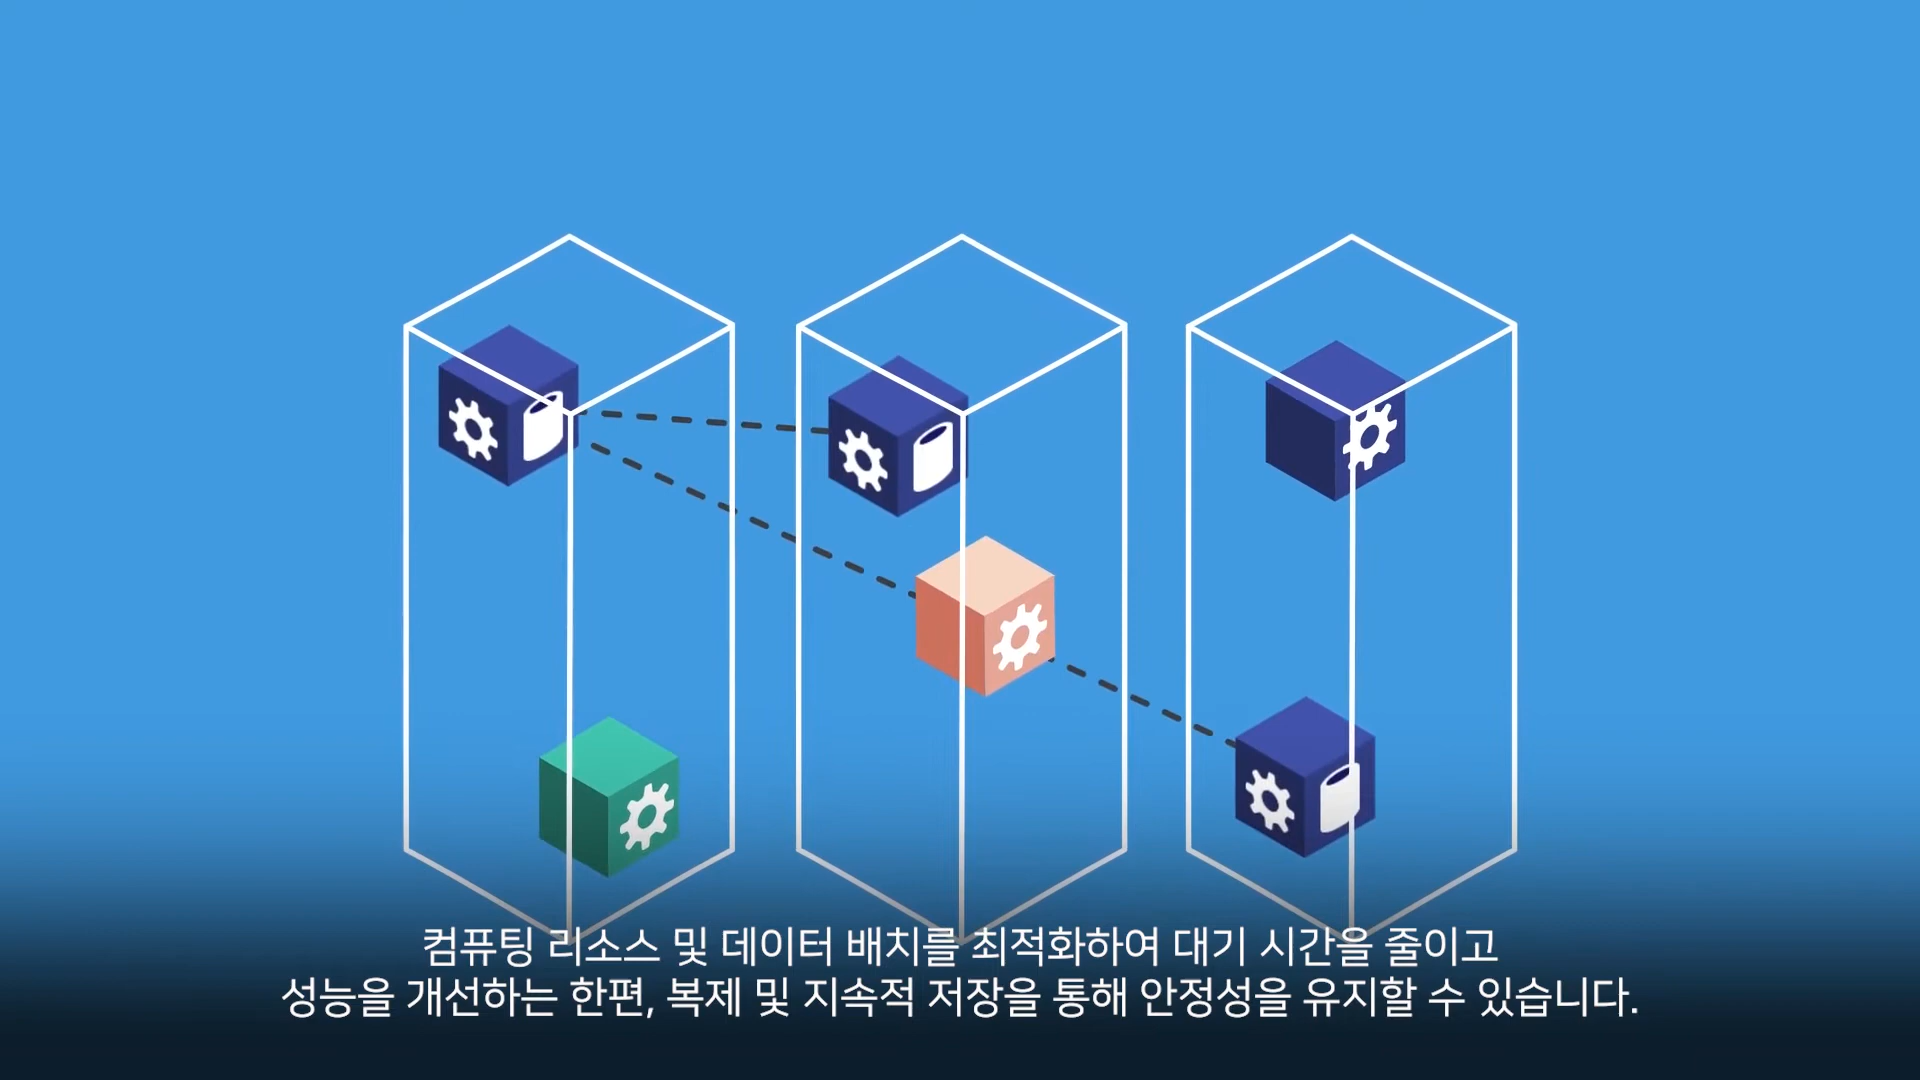 컴퓨팅 리소스 및 데이터 배치를 최적화하여 대기 시간을 줄이고
성능을 개선하는 한편, 복제 및 지속적 저장을 통해 안정성을 유지할 수 있습니다.